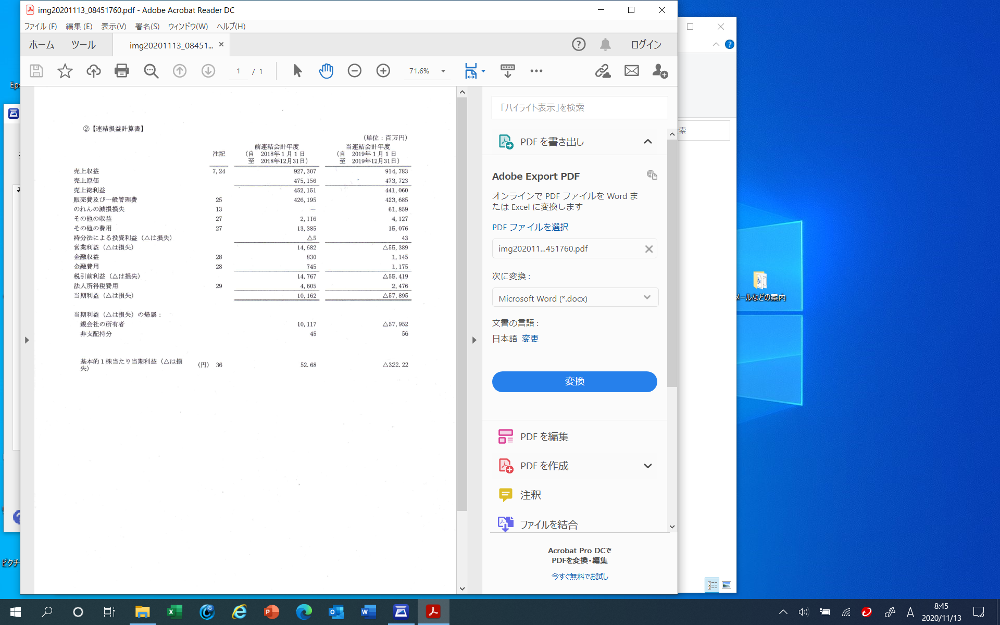 img20201113_08451760.pdf - Adobe Acrobat Reader DC
ファイル (F) 編集 (E) 表示(V) 署名(S) ウィンドウ(W) ヘルプ(H)
ホーム ツール img20201113_08451... × ログイン
1 / 1 71.6%
②【連結損益計算書】
(単位:百万円)
注記 前連結会計年度 (自 2018年1月1日 至 2018年12月31日) 当連結会計年度 (自 2019年1月1日 至 2019年12月31日)
売上収益 7,24 927,307 914,783
売上原価 475,156 473,723
売上総利益 452,151 441,060
販売費及び一般管理費 25 426,195 423,685
のれんの減損損失 13 － 61,859
その他の収益 27 2,116 4,127
その他の費用 27 13,385 15,076
持分法による投資利益(△は損失) △5 43
営業利益(△は損失) 14,682 △55,389
金融収益 28 830 1,145
金融費用 28 745 1,175
税引前利益(△は損失) 14,767 △55,419
法人所得税費用 29 4,605 2,476
当期利益(△は損失) 10,162 △57,895
当期利益(△は損失)の帰属:
親会社の所有者 10,117 △57,952
非支配持分 45 56
基本的1株当たり当期利益(△は損失) (円) 36 52.68 △322.22
「ハイライト表示」を検索
PDF を書き出し
Adobe Export PDF
オンラインで PDF ファイルを Word ま
たは Excel に変換します
PDF ファイルを選択
img202011...451760.pdf
次に変換 :
Microsoft Word (*.docx)
文書の言語 :
日本語 変更
変換
PDF を編集
PDF を作成
注釈
ファイルを結合
Acrobat Pro DCで
PDFを変換・編集
今すぐ無料でお試し
索
Eps
ピクチ
メールなどの案内
A
8:45
2020/11/13